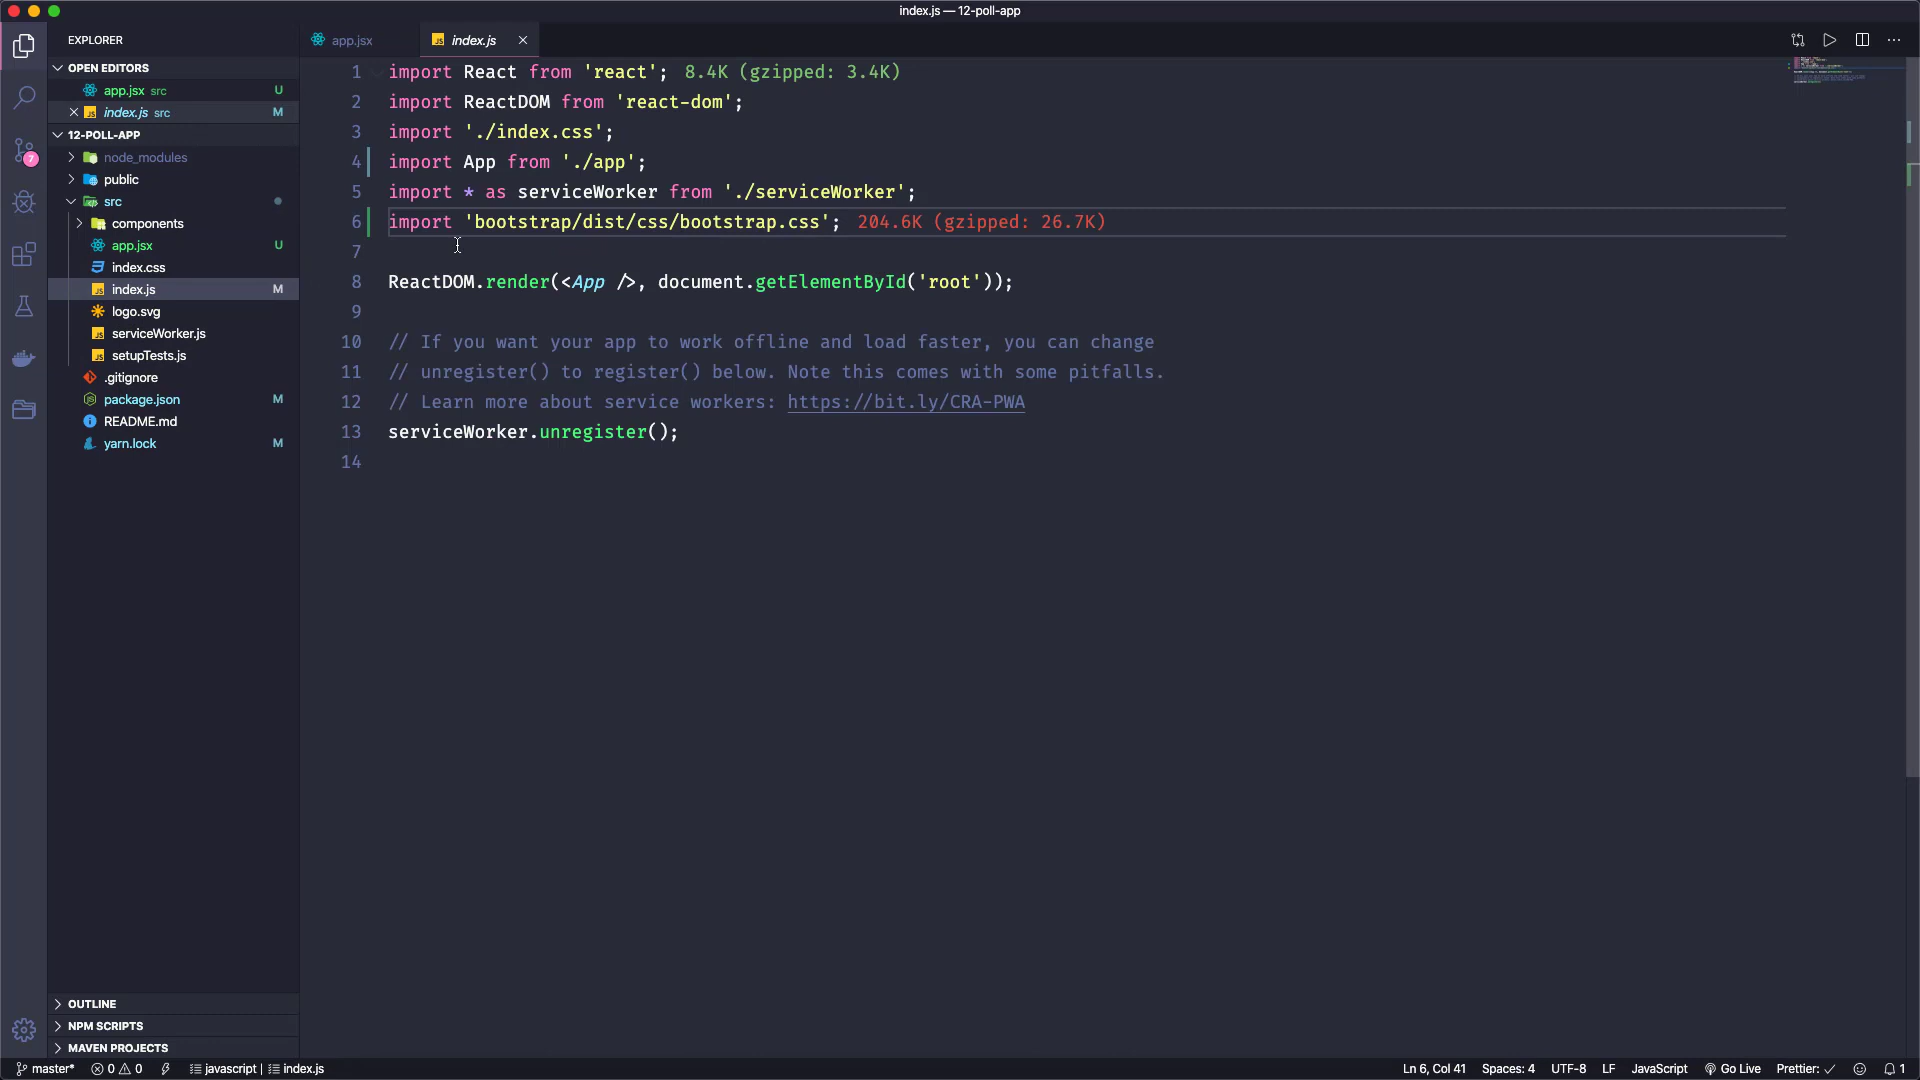 index.js — 12-poll-app
EXPLORER
OPEN EDITORS
app.jsx src U
index.js src M
12-POLL-APP
node_modules
public
src
components
app.jsx U
index.css
index.js M
logo.svg
serviceWorker.js
setupTests.js
.gitignore
package.json M
README.md
yarn.lock M
OUTLINE
NPM SCRIPTS
MAVEN PROJECTS
7
app.jsx
index.js
1 import React from 'react'; 8.4K (gzipped: 3.4K)
2 import ReactDOM from 'react-dom';
3 import './index.css';
4 import App from './app';
5 import * as serviceWorker from './serviceWorker';
6 import 'bootstrap/dist/css/bootstrap.css'; 204.6K (gzipped: 26.7K)
7
8 ReactDOM.render(<App />, document.getElementById('root'));
9
10 // If you want your app to work offline and load faster, you can change
11 // unregister() to register() below. Note this comes with some pitfalls.
12 // Learn more about service workers: https://bit.ly/CRA-PWA
13 serviceWorker.unregister();
14
master* 0 0 javascript | index.js Ln 6, Col 41 Spaces: 4 UTF-8 LF JavaScript Go Live Prettier: ✓ 1